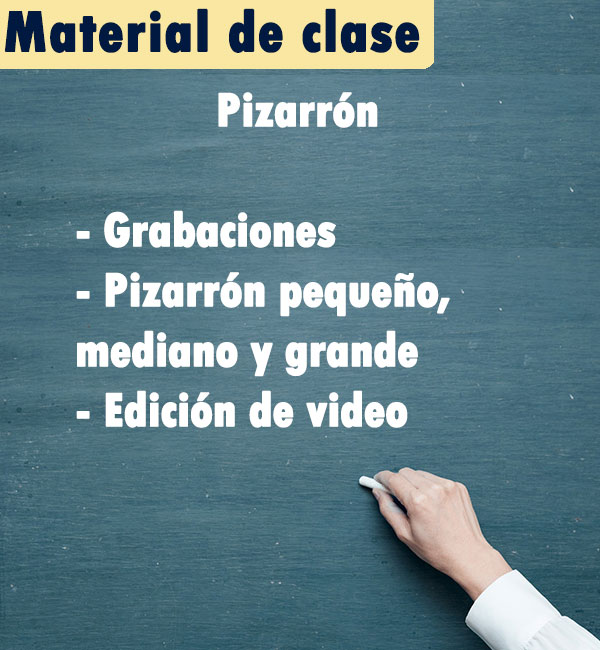 Material de clase
Pizarrón
- Grabaciones
- Pizarrón pequeño,
mediano y grande
- Edición de video